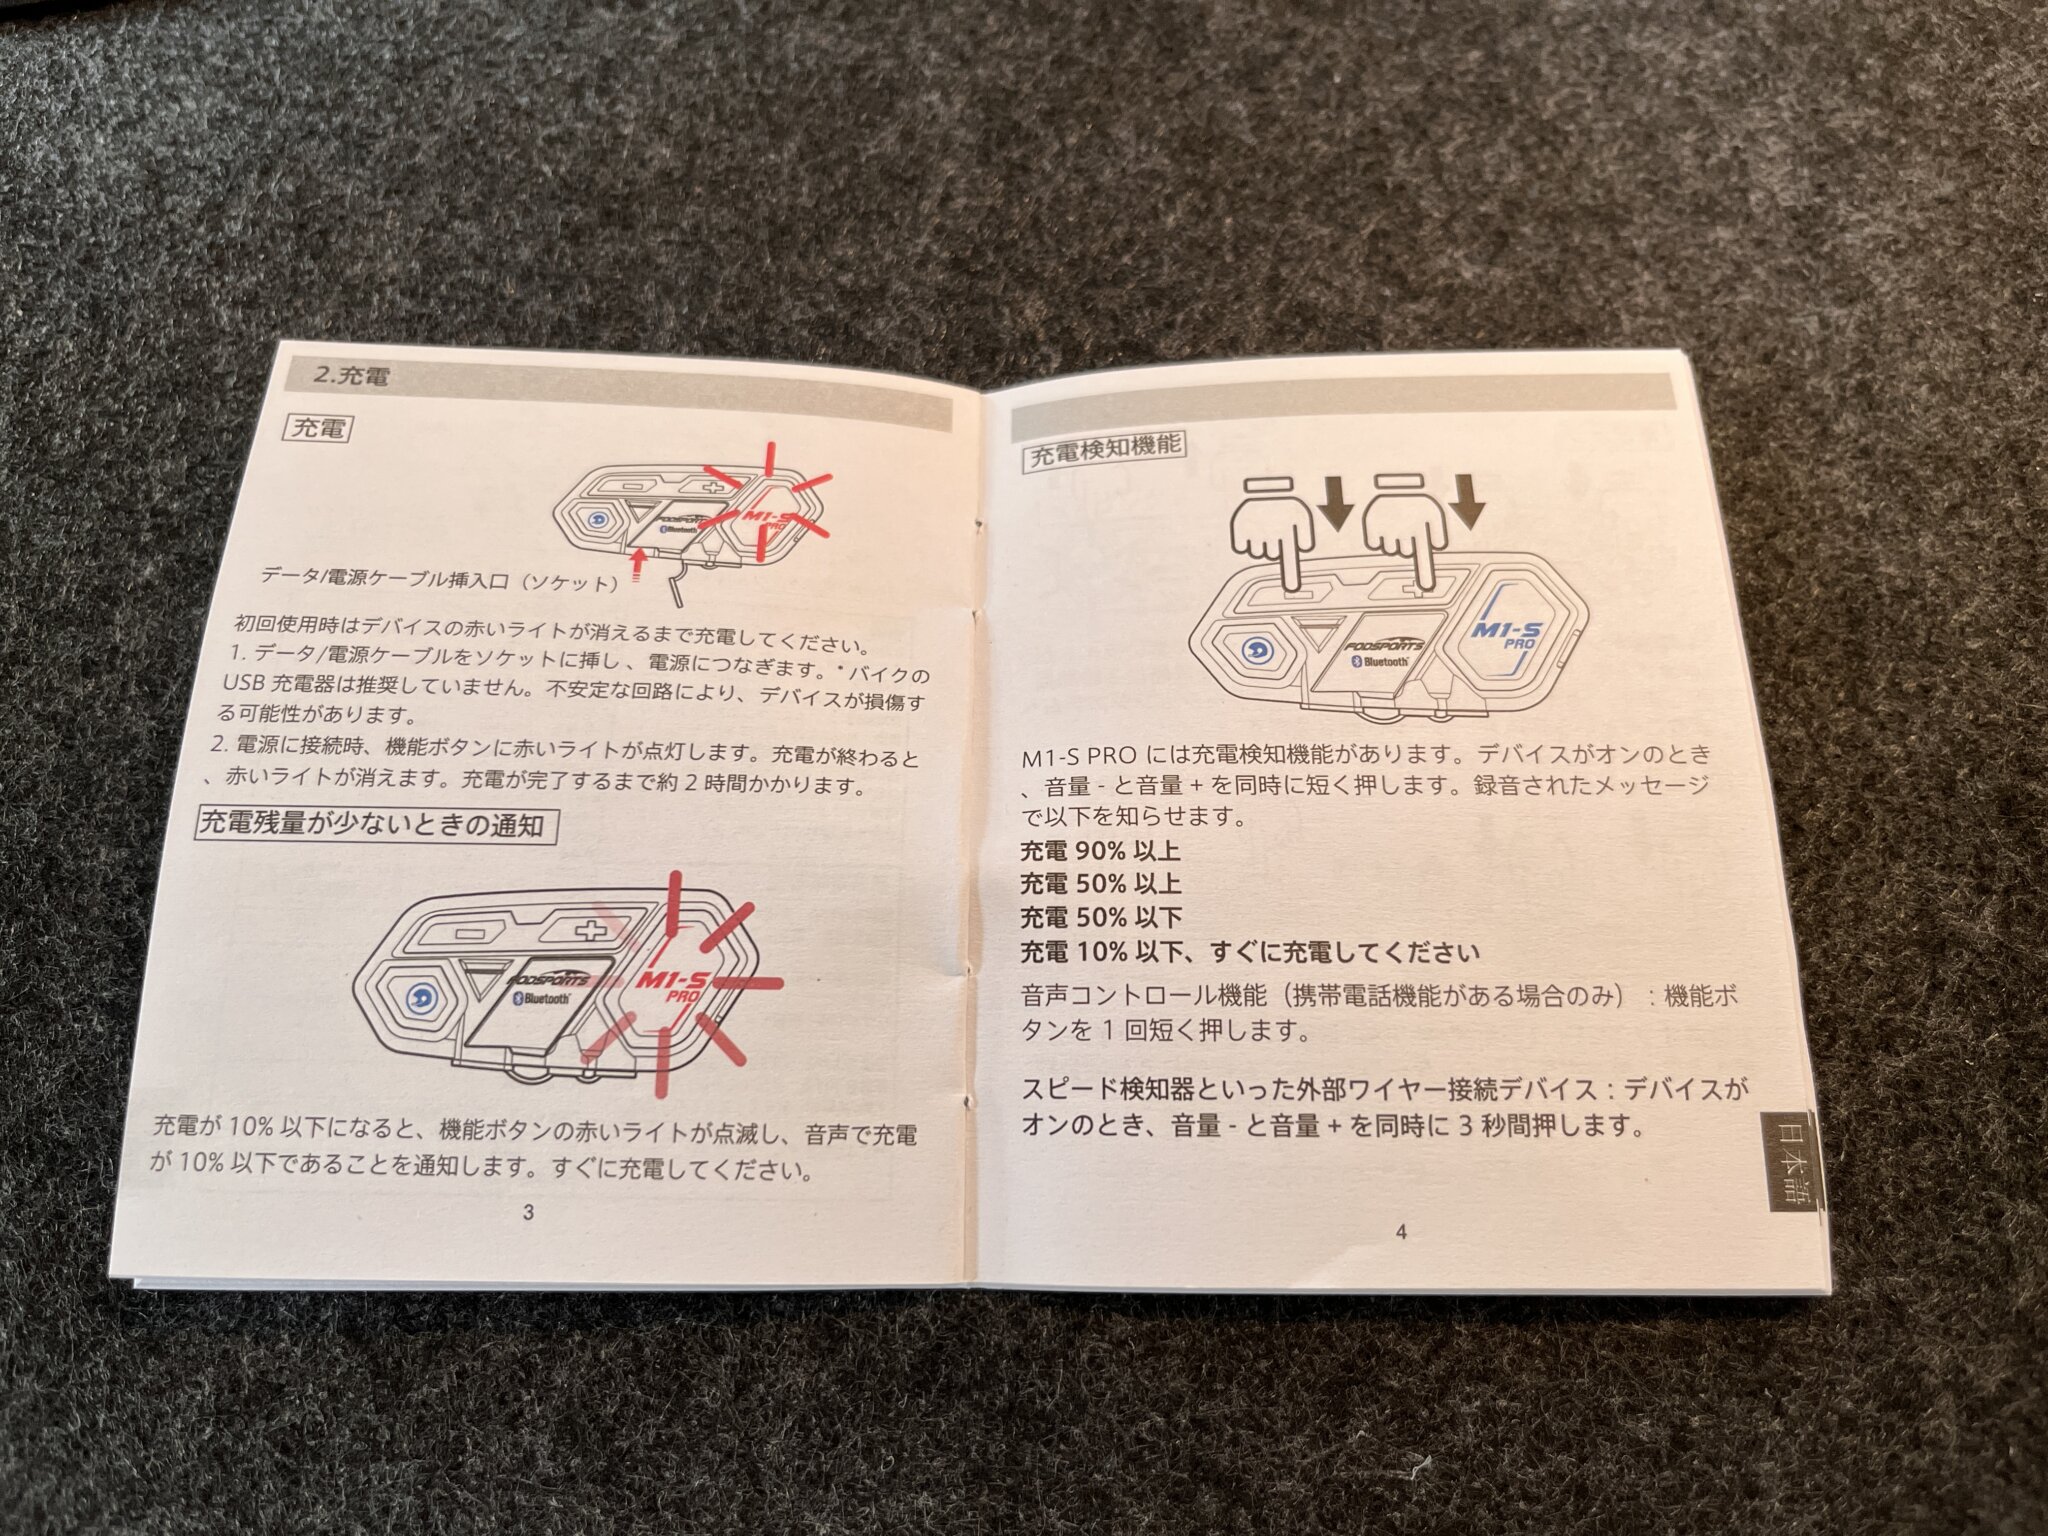 2.充電
充電
M1-S
PRO
PODSPORTS
Bluetooth
データ/電源ケーブル挿入口（ソケット）
初回使用時はデバイスの赤いライトが消えるまで充電してください。
1. データ/電源ケーブルをソケットに挿し 、電源につなぎます。* バイクの
USB 充電器は推奨していません。不安定な回路により、デバイスが損傷す
る可能性があります。
2. 電源に接続時、機能ボタンに赤いライトが点灯します。充電が終わると
、赤いライトが消えます。充電が完了するまで約 2 時間かかります。
充電残量が少ないときの通知
PODSPORTS
Bluetooth
M1-S
PRO
充電が 10% 以下になると、機能ボタンの赤いライトが点滅し、音声で充電
が 10% 以下であることを通知します。すぐに充電してください。
3
充電検知機能
M1-S
PRO
PODSPORTS
Bluetooth
M1-S PRO には充電検知機能があります。デバイスがオンのとき
、音量 - と音量 + を同時に短く押します。録音されたメッセージ
で以下を知らせます。
充電 90% 以上
充電 50% 以上
充電 50% 以下
充電 10% 以下、すぐに充電してください
音声コントロール機能（携帯電話機能がある場合のみ）：機能ボ
タンを 1 回短く押します。
スピード検知器といった外部ワイヤー接続デバイス：デバイスが
オンのとき、音量 - と音量 + を同時に 3 秒間押します。
日本語
4